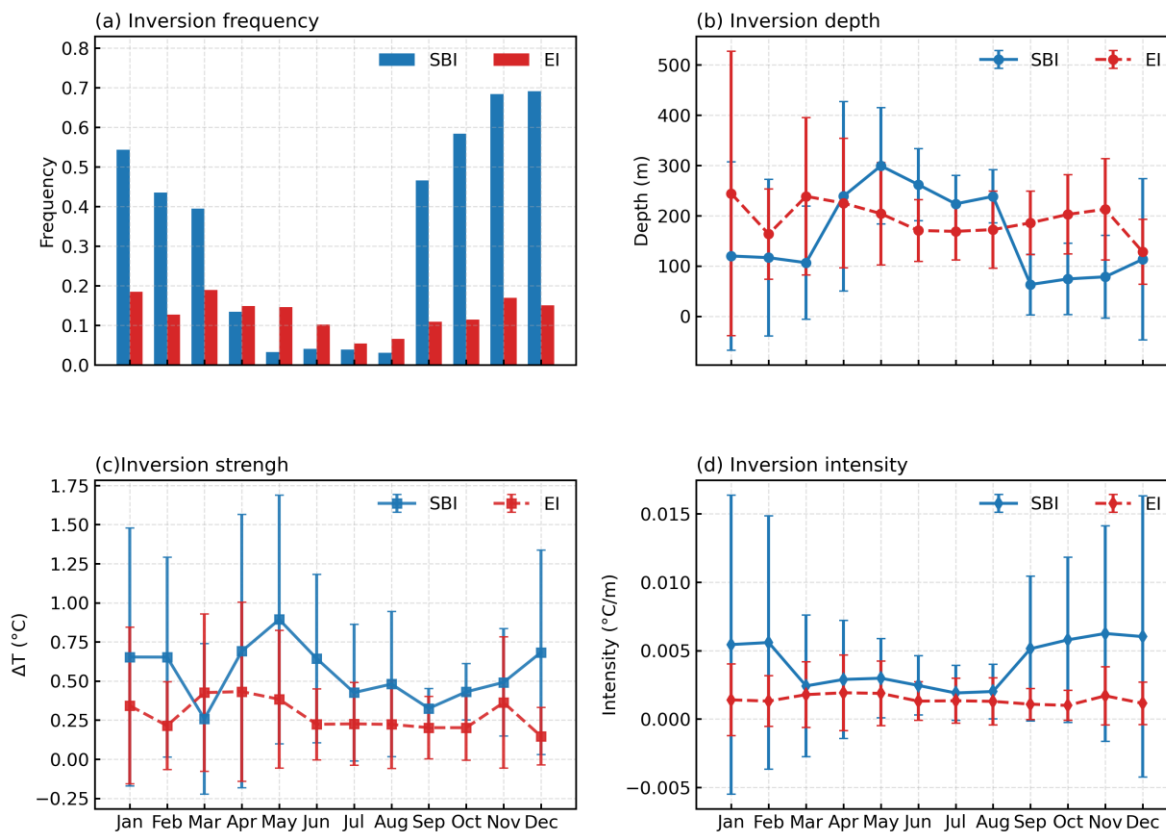 (a) Inversion frequency
SBI EI
0.8
0.7
0.6
0.5
0.4
0.3
0.2
0.1
0.0
Frequency
(b) Inversion depth
SBI EI
500
400
300
200
100
0
Depth (m)
(c)Inversion strengh
SBI EI
1.75
1.50
1.25
1.00
0.75
0.50
0.25
0.00
−0.25
ΔT (°C)
Jan Feb Mar Apr May Jun Jul Aug Sep Oct Nov Dec
(d) Inversion intensity
SBI EI
0.015
0.010
0.005
0.000
−0.005
Intensity (°C/m)
Jan Feb Mar Apr May Jun Jul Aug Sep Oct Nov Dec